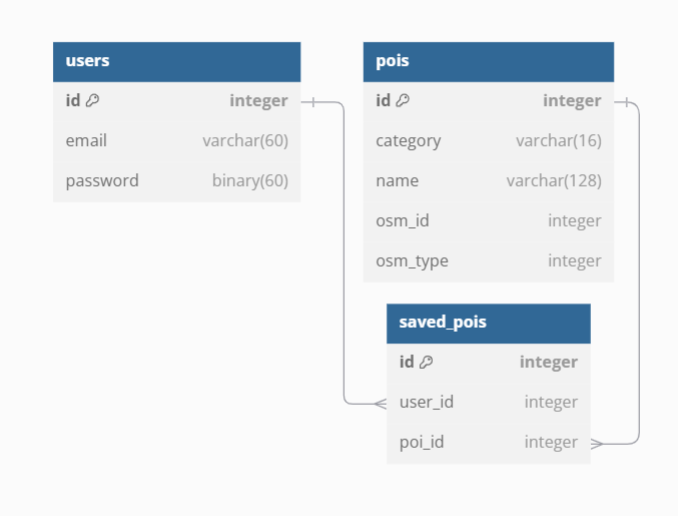 users
id integer
email varchar(60)
password binary(60)
pois
id integer
category varchar(16)
name varchar(128)
osm_id integer
osm_type integer
saved_pois
id integer
user_id integer
poi_id integer